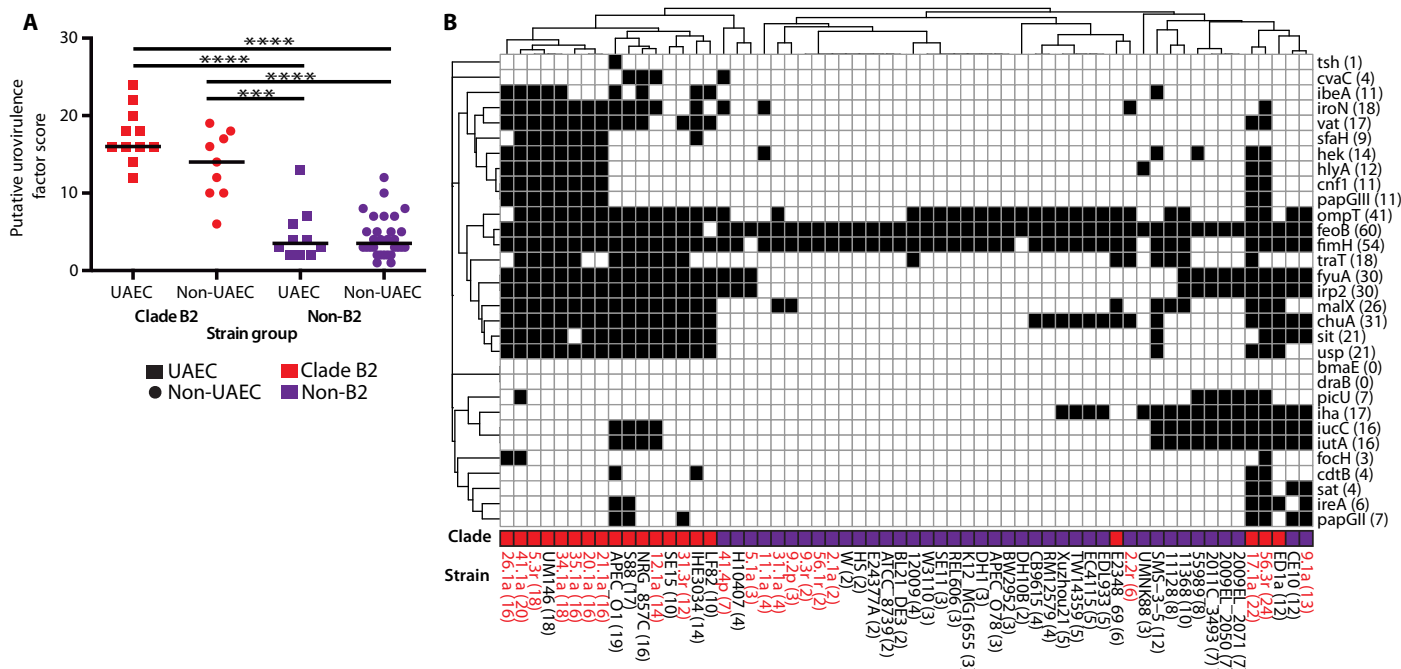 A
30
20
10
0
Putative urovirulence
factor score
****
****
****
***
UAEC
Non-UAEC
UAEC
Non-UAEC
Clade B2
Non-B2
Strain group
UAEC
Clade B2
Non-UAEC
Non-B2
B
tsh (1)
cvaC (4)
ibeA (11)
iroN (18)
vat (17)
sfaH (9)
hek (14)
hlyA (12)
cnf1 (11)
papGIII (11)
ompT (41)
feoB (60)
fimH (54)
traT (18)
fyuA (30)
irp2 (30)
malX (26)
chuA (31)
sit (21)
usp (21)
bmaE (0)
draB (0)
picU (7)
iha (17)
iucC (16)
iutA (16)
focH (3)
cdtB (4)
sat (4)
ireA (6)
papGII (7)
Clade
Strain
26.1a (16)
41.1a (20)
5.3r (18)
UM146 (18)
34.1a (18)
35.1a (16)
20.1a (16)
21.1a (16)
APEC_O1 (19)
S88 (17)
NRG_857C (16)
12.1a (14)
SE15 (10)
31.3r (12)
IHE3034 (14)
LF82 (10)
41.4p (7)
H10407 (4)
5.1a (3)
11.1a (4)
31.1a (4)
9.2p (3)
9.3r (2)
56.1r (2)
2.1a (2)
W (2)
HS (2)
E24377A (2)
ATCC_8739 (2)
BL21_DE3 (2)
12009 (4)
W3110 (3)
SE11 (3)
REL606 (3)
K12_MG1655 (3
DH1 (3)
APEC_O78 (3)
BW2952 (3)
DH10B (2)
CB9615 (4)
RM12579 (4)
Xuzhou21 (5)
TW14359 (5)
EC4115 (5)
EDL933 (5)
E2348_69 (6)
2.2r (6)
UMNK88 (3)
SMS-3-5 (12)
11128 (8)
11368 (10)
55989 (8)
2011C_3493 (7)
2009EL_2050 (7
2009EL_2071 (7)
17.1a (22)
56.3r (24)
ED1a (12)
CE10 (12)
9.1a (13)